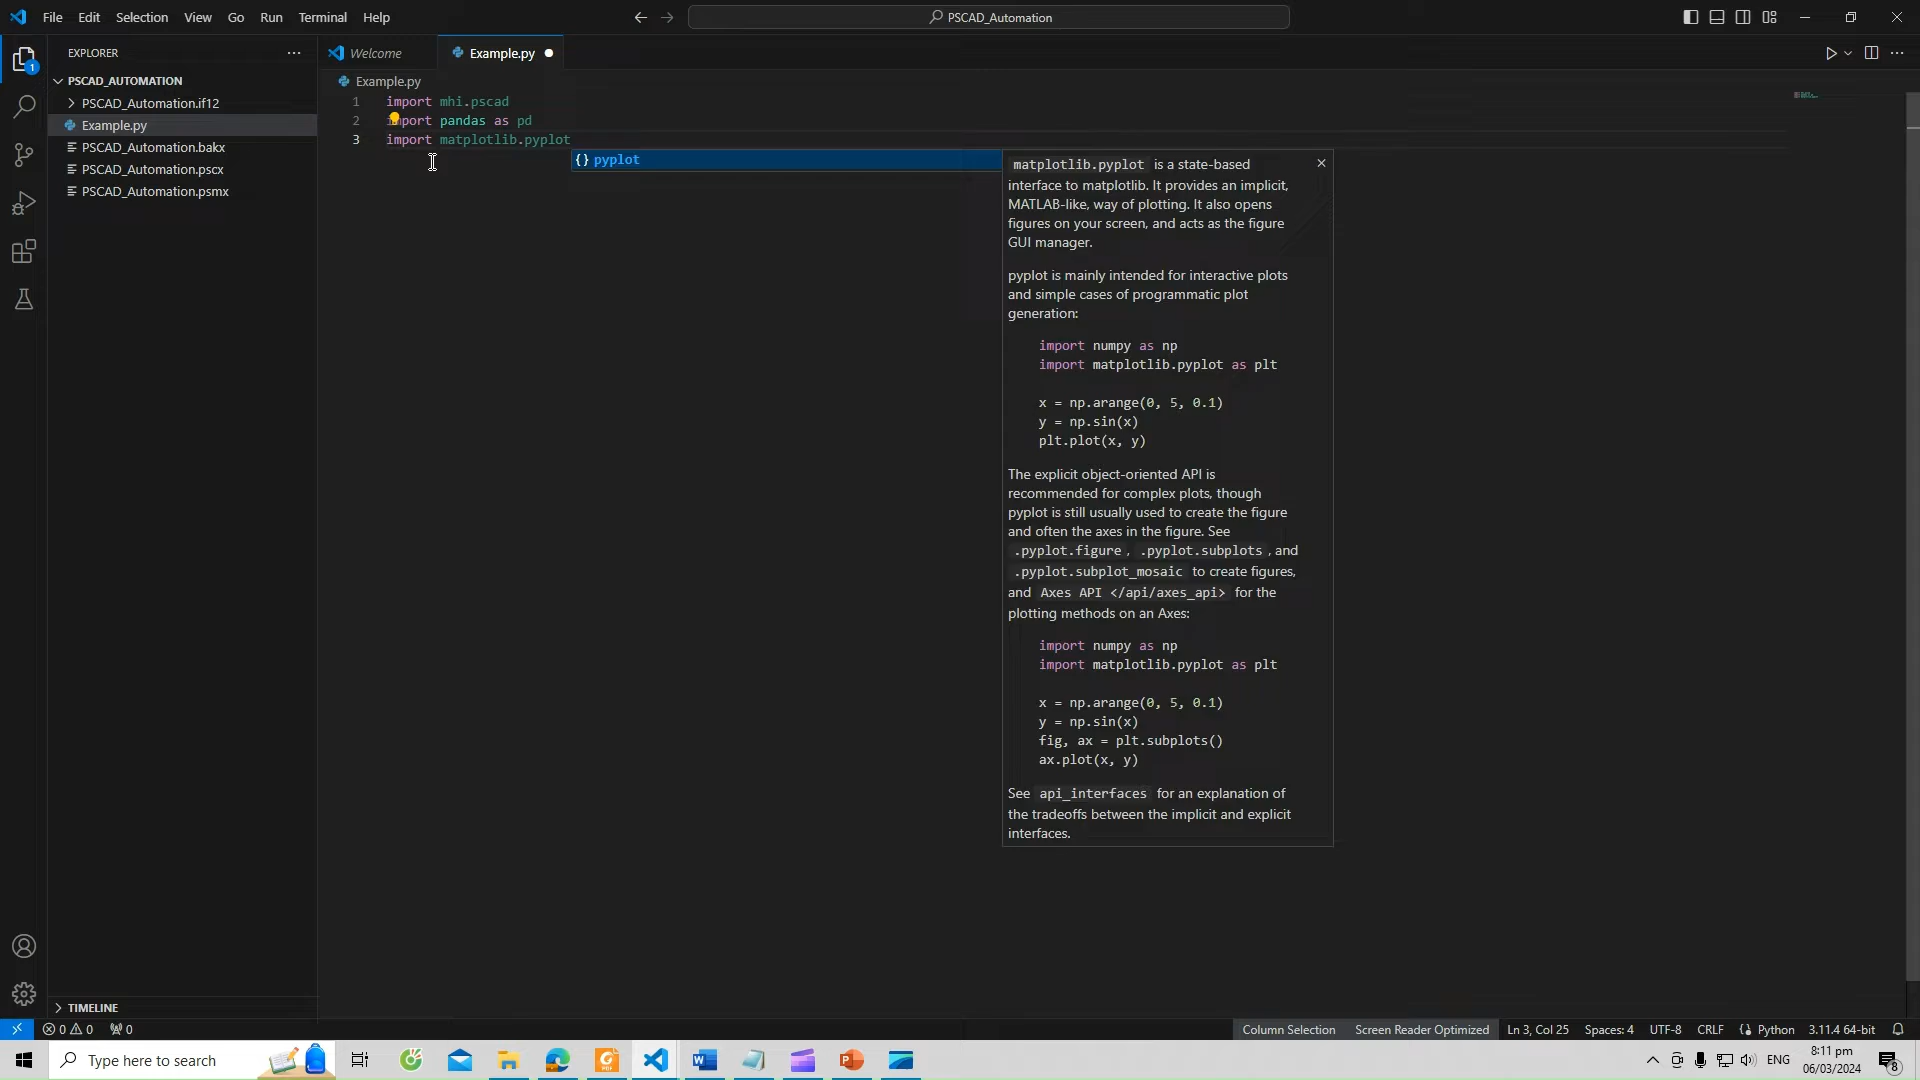 File Edit Selection View Go Run Terminal Help
PSCAD_Automation
EXPLORER
PSCAD_AUTOMATION
PSCAD_Automation.if12
Example.py
PSCAD_Automation.bakx
PSCAD_Automation.pscx
PSCAD_Automation.psmx
TIMELINE
Welcome
Example.py
Example.py
1 import mhi.pscad
2 import pandas as pd
3 import matplotlib.pyplot
{} pyplot
matplotlib.pyplot is a state-based
interface to matplotlib. It provides an implicit,
MATLAB-like, way of plotting. It also opens
figures on your screen, and acts as the figure
GUI manager.
pyplot is mainly intended for interactive plots
and simple cases of programmatic plot
generation:
import numpy as np
import matplotlib.pyplot as plt
x = np.arange(0, 5, 0.1)
y = np.sin(x)
plt.plot(x, y)
The explicit object-oriented API is
recommended for complex plots, though
pyplot is still usually used to create the figure
and often the axes in the figure. See
.pyplot.figure, .pyplot.subplots, and
.pyplot.subplot_mosaic to create figures,
and Axes API </api/axes_api> for the
plotting methods on an Axes:
import numpy as np
import matplotlib.pyplot as plt
x = np.arange(0, 5, 0.1)
y = np.sin(x)
fig, ax = plt.subplots()
ax.plot(x, y)
See api_interfaces for an explanation of
the tradeoffs between the implicit and explicit
interfaces.
0 0 0
Column Selection Screen Reader Optimized Ln 3, Col 25 Spaces: 4 UTF-8 CRLF {} Python 3.11.4 64-bit
1
Type here to search
ENG
8:11 pm
06/03/2024
8